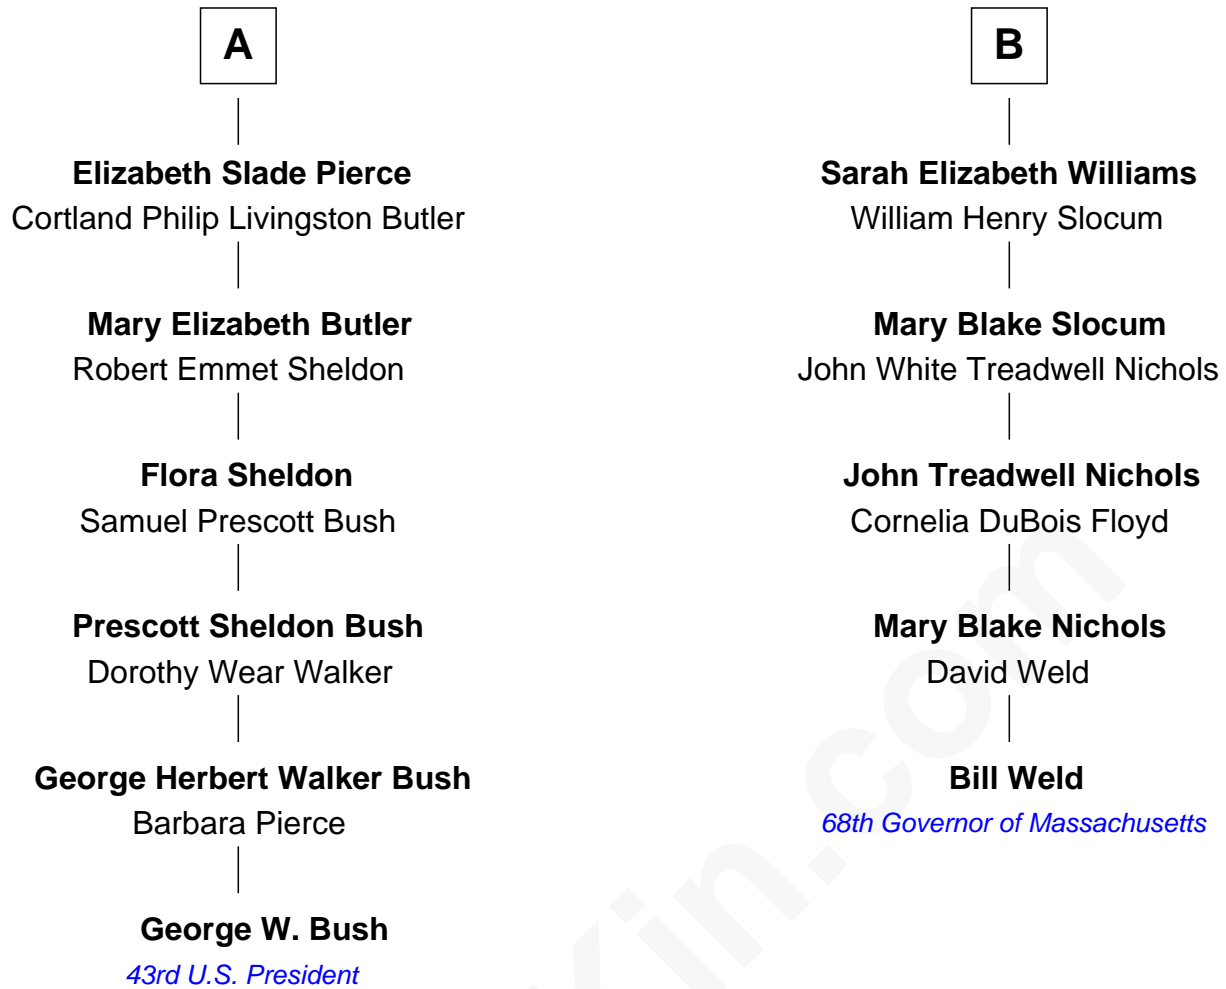 A
Elizabeth Slade Pierce
Cortland Philip Livingston Butler
Mary Elizabeth Butler
Robert Emmet Sheldon
Flora Sheldon
Samuel Prescott Bush
Prescott Sheldon Bush
Dorothy Wear Walker
George Herbert Walker Bush
Barbara Pierce
George W. Bush
43rd U.S. President
B
Sarah Elizabeth Williams
William Henry Slocum
Mary Blake Slocum
John White Treadwell Nichols
John Treadwell Nichols
Cornelia DuBois Floyd
Mary Blake Nichols
David Weld
Bill Weld
68th Governor of Massachusetts
Kin.com